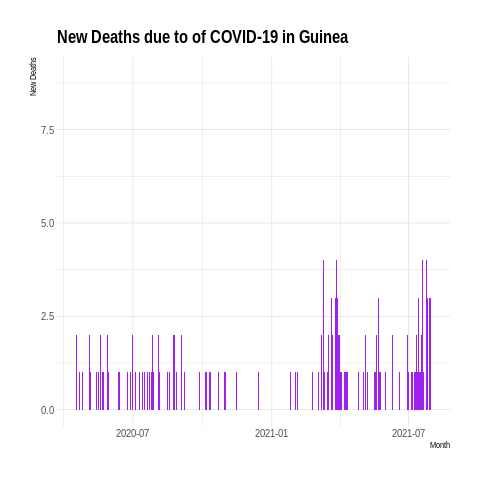 New Deaths due to of COVID-19 in Guinea
New Deaths
7.5
5.0
2.5
0.0
2020-07
2021-01
2021-07
Month